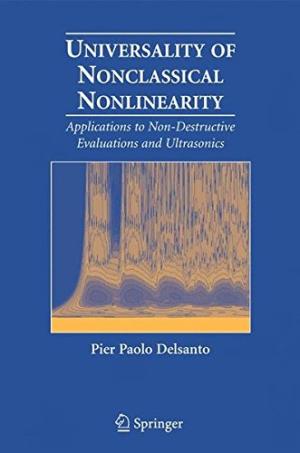 UNIVERSALITY OF
NONCLASSICAL
NONLINEARITY
Applications to Non-Destructive
Evaluations and Ultrasonics
Pier Paolo Delsanto
Springer